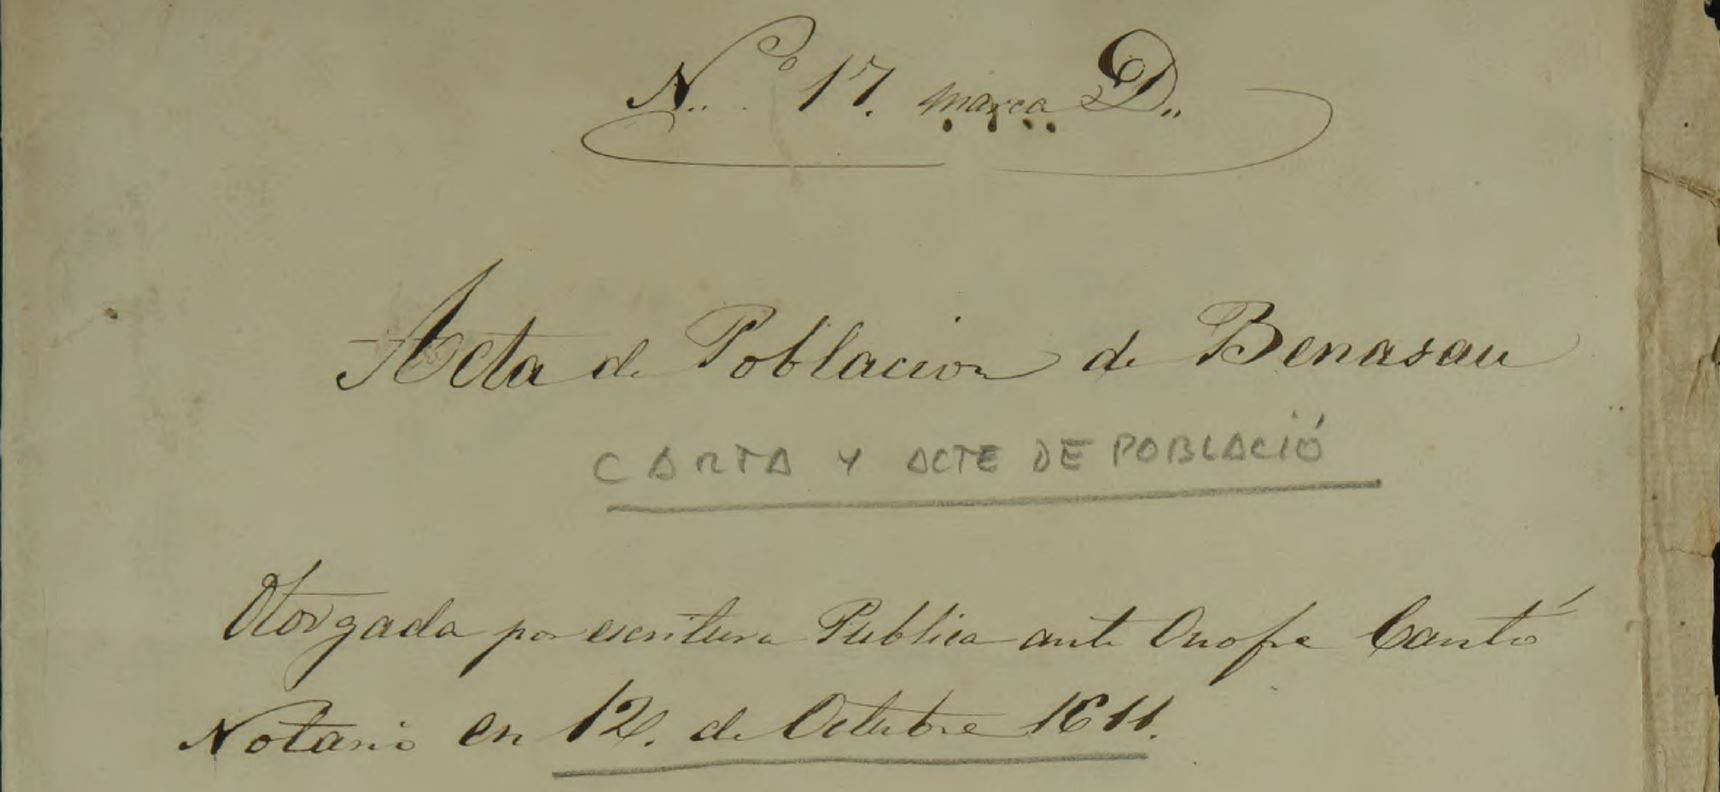 N.º 17. marca D.
Acta de Poblacion de Benasau
CARTA Y ACTE DE POBLACIÓ
Otorgada por escritura Publica ante Onofre Cantó
Notario en 12. de Octubre 1611.